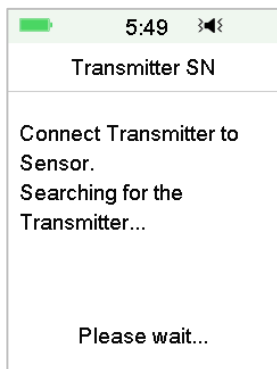 5:49
Transmitter SN
Connect Transmitter to
Sensor.
Searching for the
Transmitter...
Please wait...